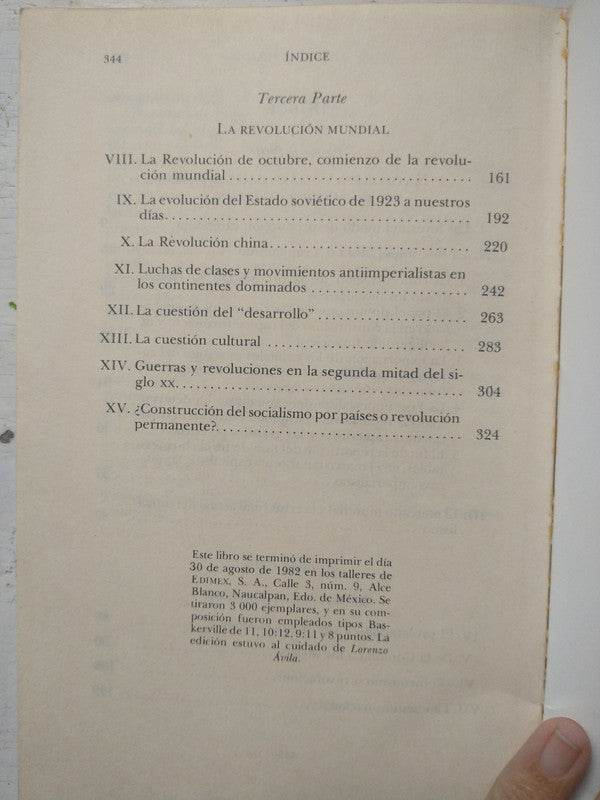 344 ÍNDICE
Tercera Parte
LA REVOLUCIÓN MUNDIAL
VIII. La Revolución de octubre, comienzo de la revolu-
ción mundial . . . . . . . . . . . . . . . . . . . . . . . . . . . . . . . . 161
IX. La evolución del Estado soviético de 1923 a nuestros
días. . . . . . . . . . . . . . . . . . . . . . . . . . . . . . . . . . . . . . . . 192
X. La Revolución china. . . . . . . . . . . . . . . . . . . . . . . . . . 220
XI. Luchas de clases y movimientos antiimperialistas en
los continentes dominados . . . . . . . . . . . . . . . . . . . . . 242
XII. La cuestión del "desarrollo" . . . . . . . . . . . . . . . . . . . . 263
XIII. La cuestión cultural . . . . . . . . . . . . . . . . . . . . . . . . . . 283
XIV. Guerras y revoluciones en la segunda mitad del si-
glo XX. . . . . . . . . . . . . . . . . . . . . . . . . . . . . . . . . . . . . . 304
XV. ¿Construcción del socialismo por países o revolución
permanente?. . . . . . . . . . . . . . . . . . . . . . . . . . . . . . . . . 324
Este libro se terminó de imprimir el día
30 de agosto de 1982 en los talleres de
EDIMEX, S. A., Calle 3, núm. 9, Alce
Blanco, Naucalpan, Edo. de México. Se
tiraron 3 000 ejemplares, y en su com-
posición fueron empleados tipos Bas-
kerville de 11, 10:12, 9:11 y 8 puntos. La
edición estuvo al cuidado de Lorenzo
Ávila.